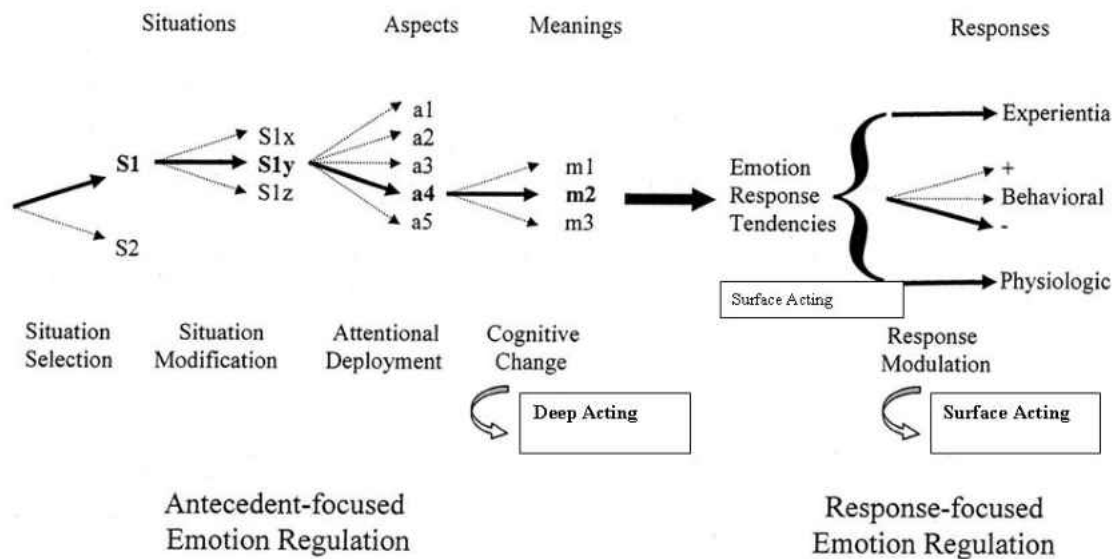 Situations Aspects Meanings Responses
a1
Experientia
S1x a2
S1 S1y a3 m1 Emotion +
S1z a4 m2 Response Behavioral
a5 m3 Tendencies -
S2
Physiologic
Surface Acting
Situation Situation Attentional Cognitive Response
Selection Modification Deployment Change Modulation
Deep Acting Surface Acting
Antecedent-focused Response-focused
Emotion Regulation Emotion Regulation